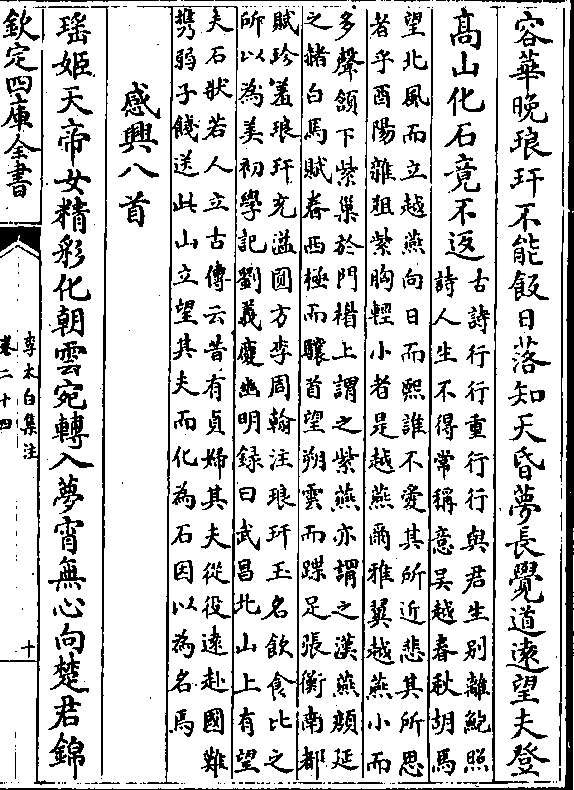 容華晚琅玕不能飯日落知天昏夢長覺道逺望夫登
髙山化石竟不返
古詩行行重行行與君生别離鮑照
詩人生不得常稱意吴越春秋胡馬
望北風而立越燕向日而熙誰不愛其所近悲其所思
者乎酉陽雜俎紫胸輕小者是越燕爾雅翼越燕小而
多聲頷下紫巢於門楣上謂之紫燕亦謂之漢燕顔延
之赭白馬賦眷西極而驤首望朔雲而蹀足張衡南都
賦珍羞琅玕充溢圓方李周翰注琅玕玉名飲食比之
所以為美初學記劉義慶幽明録曰武昌北山上有望
夫石狀若人立古傳云昔有貞婦其夫從役逺赴國難
携弱子餞送此山立望其夫而化為石因以為名馬
感興八首
瑶姬天帝女精彩化朝雲宛轉入夢宵無心向楚君錦
欽定四庫全書
李太白集注
卷二十四
十